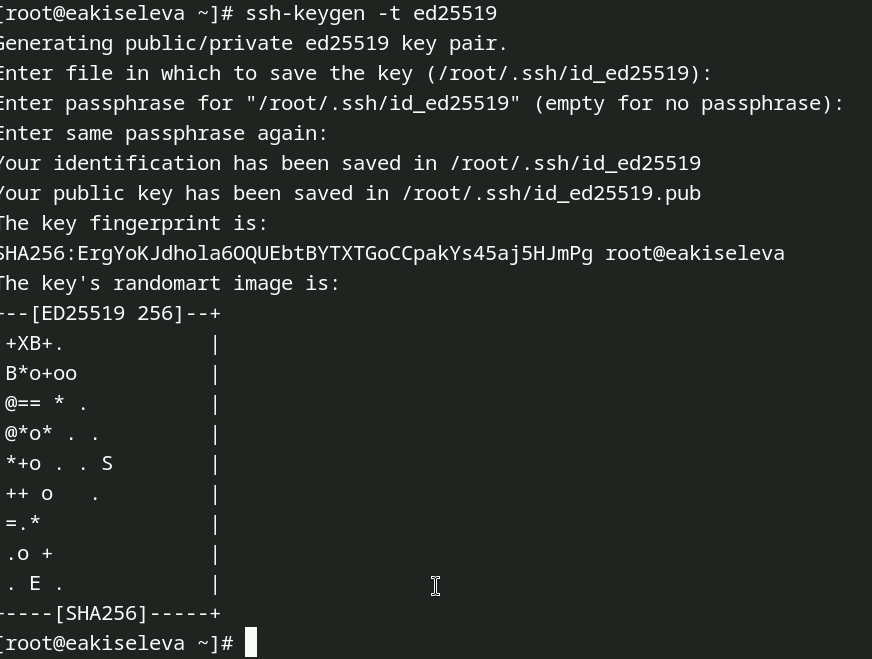 [root@eakiseleva ~]# ssh-keygen -t ed25519
Generating public/private ed25519 key pair.
Enter file in which to save the key (/root/.ssh/id_ed25519):
Enter passphrase for "/root/.ssh/id_ed25519" (empty for no passphrase):
Enter same passphrase again:
Your identification has been saved in /root/.ssh/id_ed25519
Your public key has been saved in /root/.ssh/id_ed25519.pub
The key fingerprint is:
SHA256:ErgYoKJdhola6OQUEbtBYTXTGoCCpakYs45aj5HJmPg root@eakiseleva
The key's randomart image is:
---[ED25519 256]--+
 +XB+.            |
 B*o+oo           |
 @== * .          |
 @*o* . .         |
 *+o . . S        |
 ++ o   .         |
 =.*              |
 .o +             |
 . E .            |
-----[SHA256]-----+
[root@eakiseleva ~]#